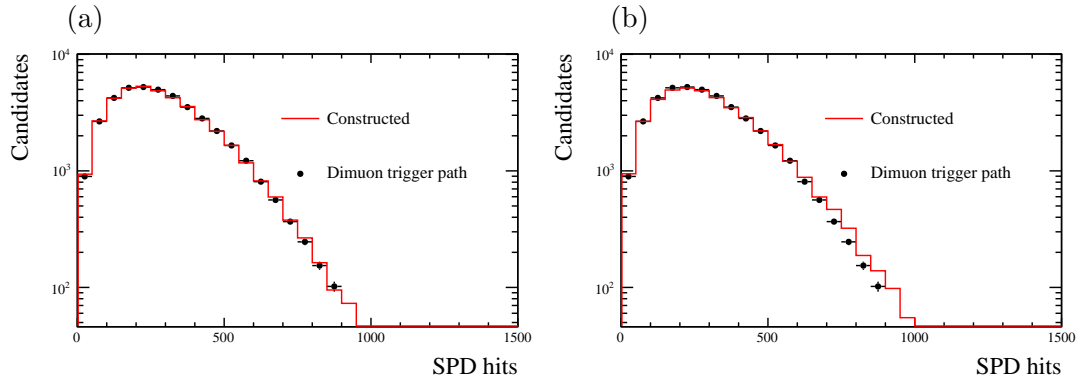 (a)
Candidates
10^4
10^3
10^2
Constructed
Dimuon trigger path
0 500 1000 1500
SPD hits
(b)
Candidates
10^4
10^3
10^2
Constructed
Dimuon trigger path
0 500 1000 1500
SPD hits